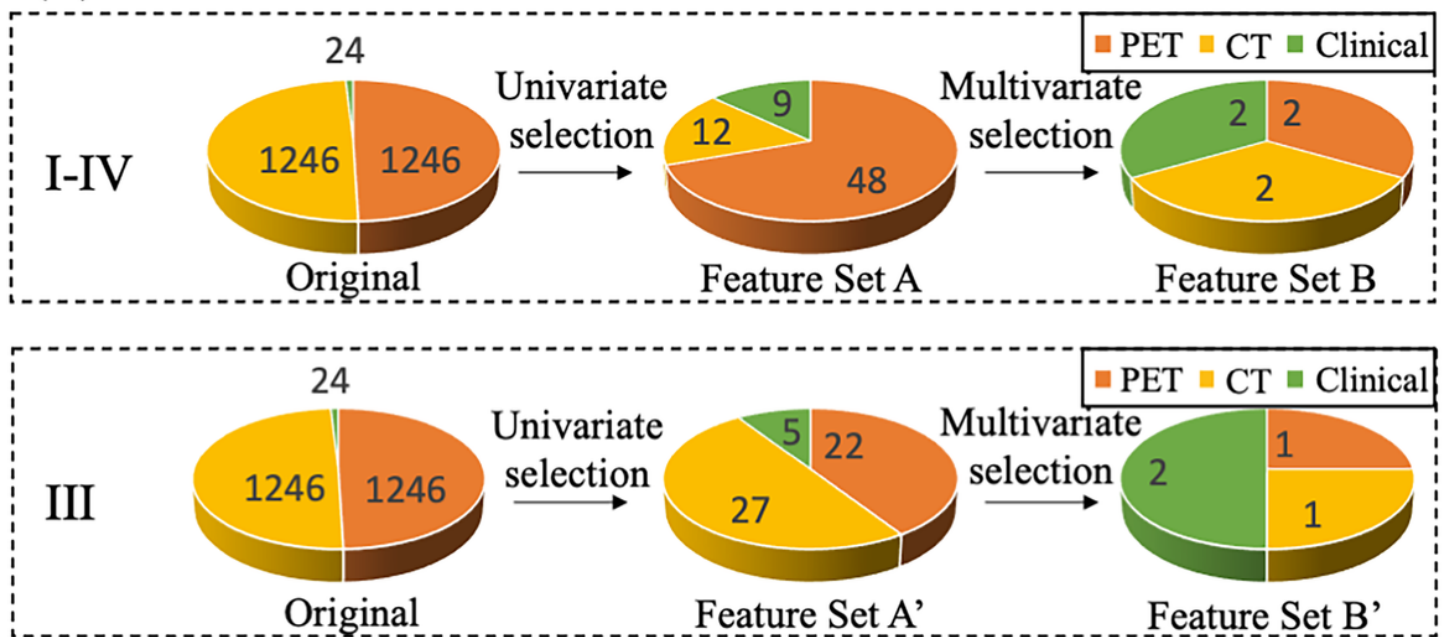 PET CT Clinical
24
1246 1246
Univariate
selection
9
12
48
Multivariate
selection
2 2
2
I-IV
Original
Feature Set A
Feature Set B
PET CT Clinical
24
1246 1246
Univariate
selection
5 22
27
Multivariate
selection
1
2
1
III
Original
Feature Set A’
Feature Set B’